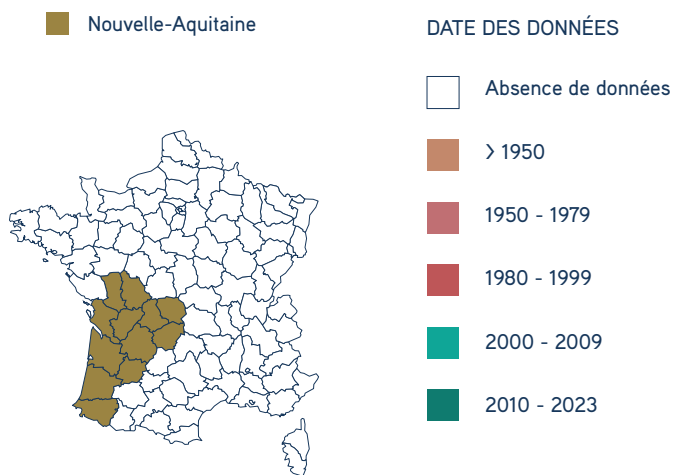 Nouvelle-Aquitaine
DATE DES DONNÉES
Absence de données
> 1950
1950 - 1979
1980 - 1999
2000 - 2009
2010 - 2023